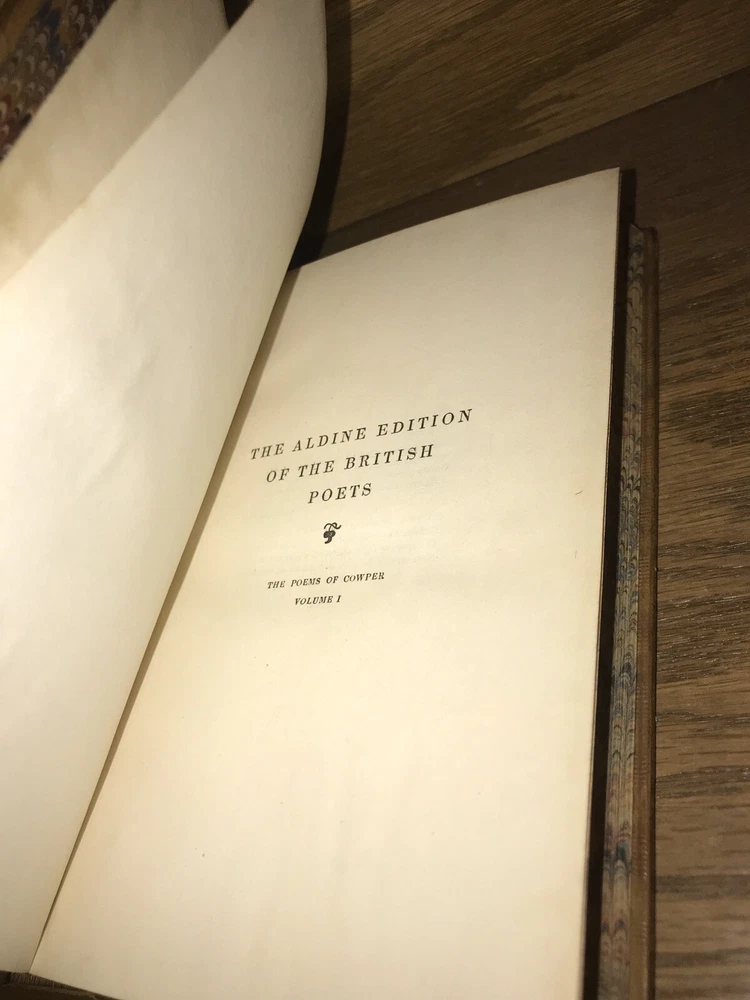 THE ALDINE EDITION
OF THE BRITISH
POETS
THE POEMS OF COWPER
VOLUME I